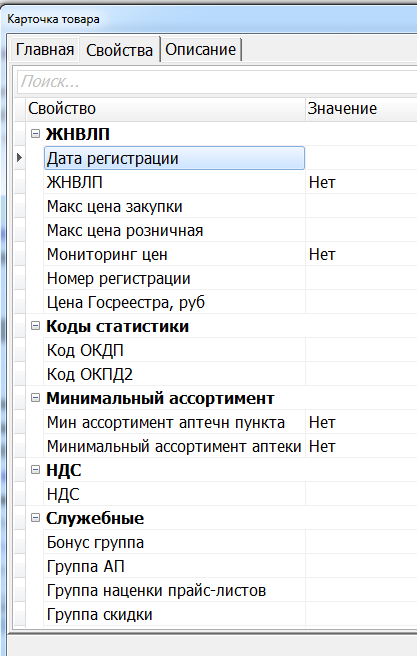 Карточка товара
Главная Свойства Описание
Поиск...
Свойство Значение
ЖНВЛП
Дата регистрации
ЖНВЛП Нет
Макс цена закупки
Макс цена розничная
Мониторинг цен Нет
Номер регистрации
Цена Госреестра, руб
Коды статистики
Код ОКДП
Код ОКПД2
Минимальный ассортимент
Мин ассортимент аптечн пункта Нет
Минимальный ассортимент аптеки Нет
НДС
НДС
Служебные
Бонус группа
Группа АП
Группа наценки прайс-листов
Группа скидки